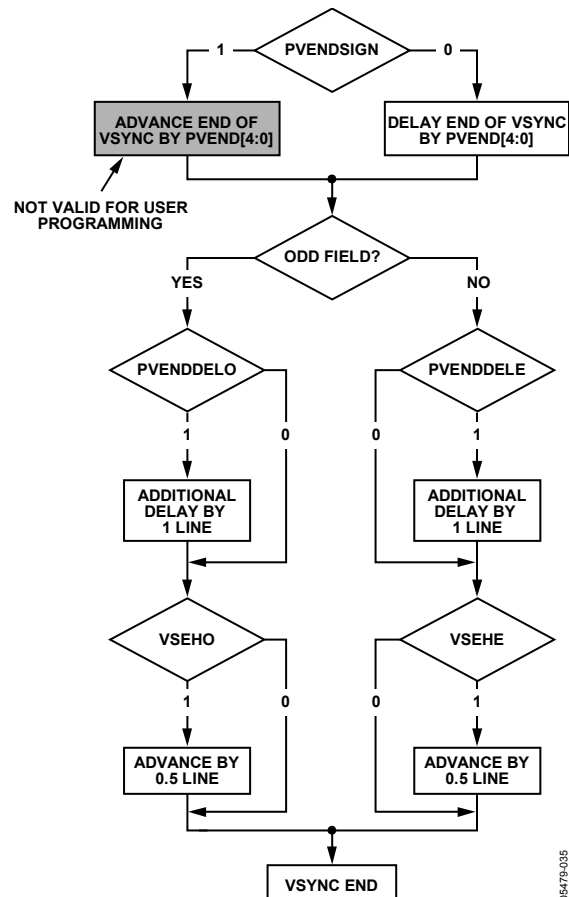 PVENDSIGN
1
0
ADVANCE END OF
VSYNC BY PVEND[4:0]
DELAY END OF VSYNC
BY PVEND[4:0]
NOT VALID FOR USER
PROGRAMMING
ODD FIELD?
YES
NO
PVENDDELO
PVENDDELE
1
0
0
1
ADDITIONAL
DELAY BY
1 LINE
ADDITIONAL
DELAY BY
1 LINE
VSEHO
VSEHE
1
0
0
1
ADVANCE BY
0.5 LINE
ADVANCE BY
0.5 LINE
VSYNC END
05479-035